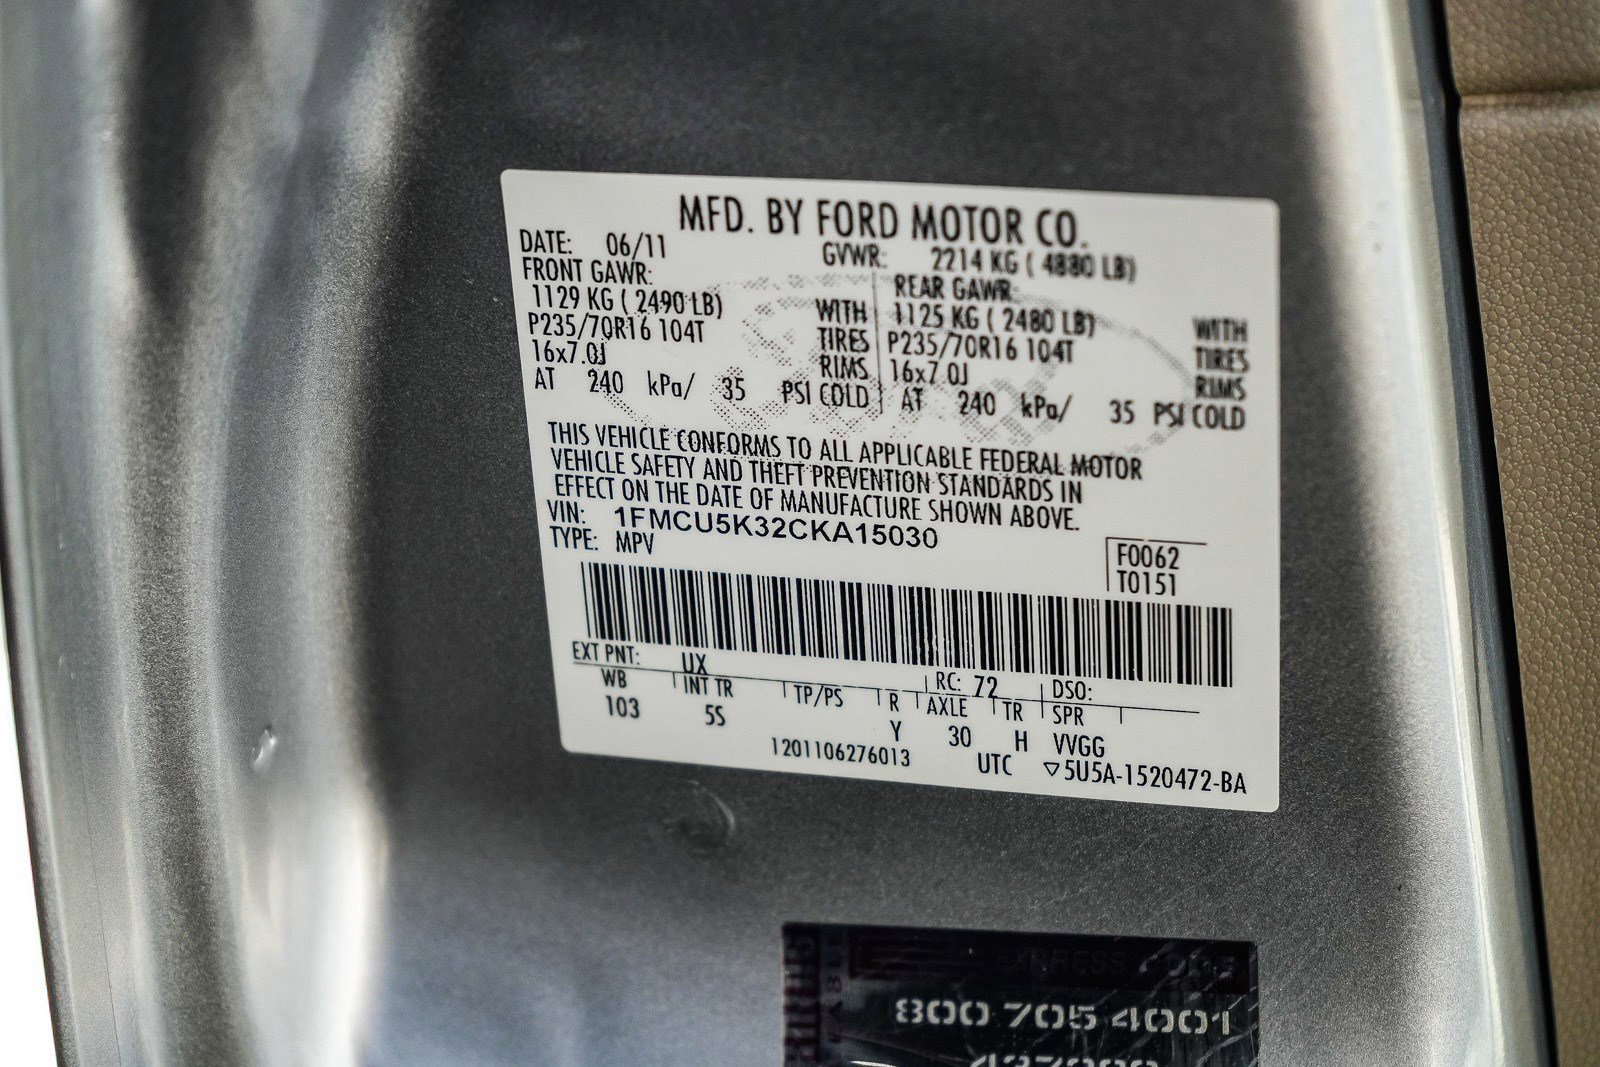 MFD. BY FORD MOTOR CO.
DATE: 06/11 GVWR: 2214 KG ( 4880 LB)
FRONT GAWR: REAR GAWR:
1129 KG ( 2490 LB) WITH 1125 KG ( 2480 LB) WITH
P235/70R16 104T TIRES P235/70R16 104T TIRES
16x7.0J RIMS 16x7.0J RIMS
AT 240 kPa/ 35 PSI COLD AT 240 kPa/ 35 PSI COLD
THIS VEHICLE CONFORMS TO ALL APPLICABLE FEDERAL MOTOR
VEHICLE SAFETY AND THEFT PREVENTION STANDARDS IN
EFFECT ON THE DATE OF MANUFACTURE SHOWN ABOVE.
VIN: 1FMCU5K32CKA15030
TYPE: MPV
F0062
T0151
EXT PNT: UX RC: 72 DSO:
WB INT TR TP/PS R AXLE TR SPR
103 5S Y 30 H VVGG
1201106276013 UTC ▽5U5A-1520472-BA
800 705 4001